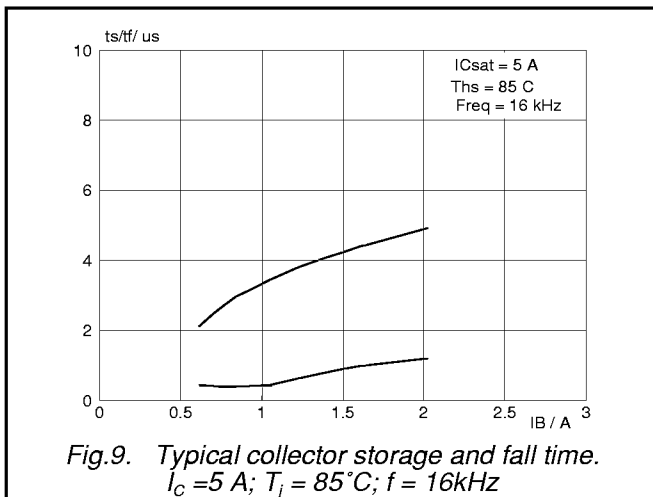 ts/tf/ us
10
8
6
4
2
0
ICsat = 5 A
Ths = 85 C
Freq = 16 kHz
0 0.5 1 1.5 2 2.5 3
IB / A
Fig.9. Typical collector storage and fall time.
IC =5 A; Tj = 85°C; f = 16kHz